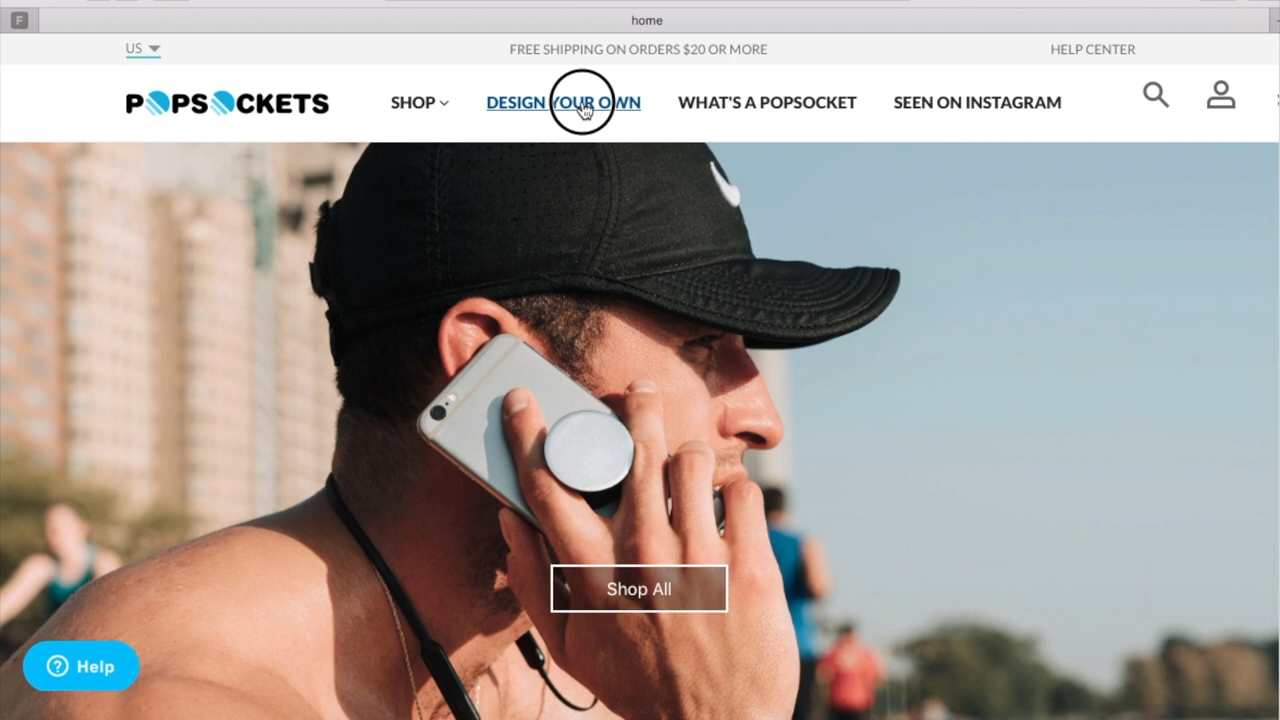 F
home
US
FREE SHIPPING ON ORDERS $20 OR MORE
HELP CENTER
POPSOCKETS
SHOP
DESIGN YOUR OWN
WHAT'S A POPSOCKET
SEEN ON INSTAGRAM
Shop All
? Help